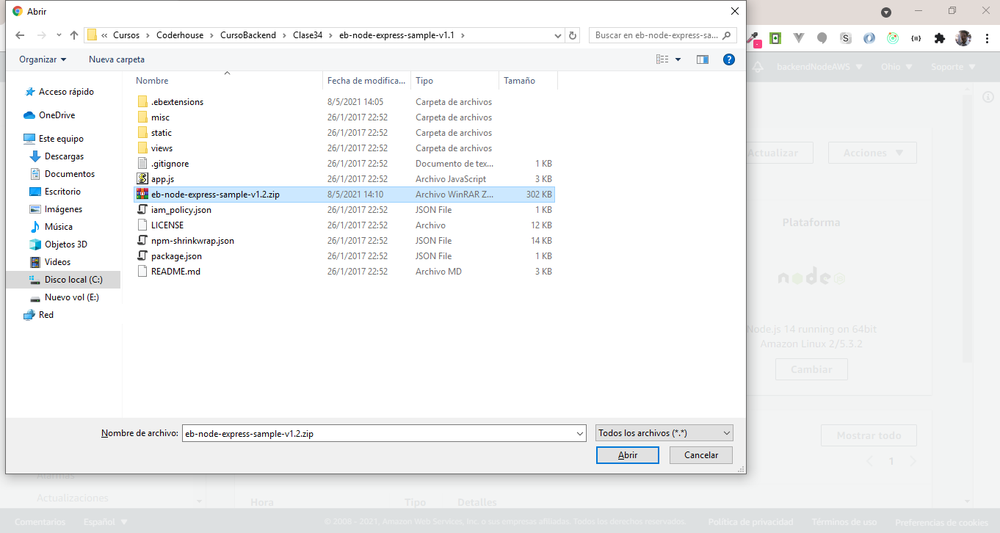 Abrir
« Cursos › Coderhouse › CursoBackend › Clase34 › eb-node-express-sample-v1.1 ›
Buscar en eb-node-express-sa...
Organizar
Nueva carpeta
backendNodeAWS
Ohio
Soporte
Nombre Fecha de modifica... Tipo Tamaño
Acceso rápido
OneDrive
Este equipo
Descargas
Documentos
Escritorio
Imágenes
Música
Objetos 3D
Videos
Disco local (C:)
Nuevo vol (E:)
Red
.ebextensions 8/5/2021 14:05 Carpeta de archivos
misc 26/1/2017 22:52 Carpeta de archivos
static 26/1/2017 22:52 Carpeta de archivos
views 26/1/2017 22:52 Carpeta de archivos
.gitignore 26/1/2017 22:52 Documento de tex... 1 KB
app.js 26/1/2017 22:52 Archivo JavaScript 3 KB
eb-node-express-sample-v1.2.zip 8/5/2021 14:10 Archivo WinRAR Z... 302 KB
iam_policy.json 26/1/2017 22:52 JSON File 1 KB
LICENSE 26/1/2017 22:52 Archivo 12 KB
npm-shrinkwrap.json 26/1/2017 22:52 JSON File 14 KB
package.json 26/1/2017 22:52 JSON File 1 KB
README.md 26/1/2017 22:52 Archivo MD 3 KB
Actualizar
Acciones
Plataforma
node
Node.js 14 running on 64bit
Amazon Linux 2/5.3.2
Cambiar
Nombre de archivo: eb-node-express-sample-v1.2.zip
Todos los archivos (*.*)
Abrir
Cancelar
Mostrar todo
1
Alarmas
Actualizaciones
Hora Tipo Detalles
Comentarios Español © 2008 - 2021, Amazon Web Services, Inc. o sus empresas afiliadas. Todos los derechos reservados. Política de privacidad Términos de uso Preferencias de cookies